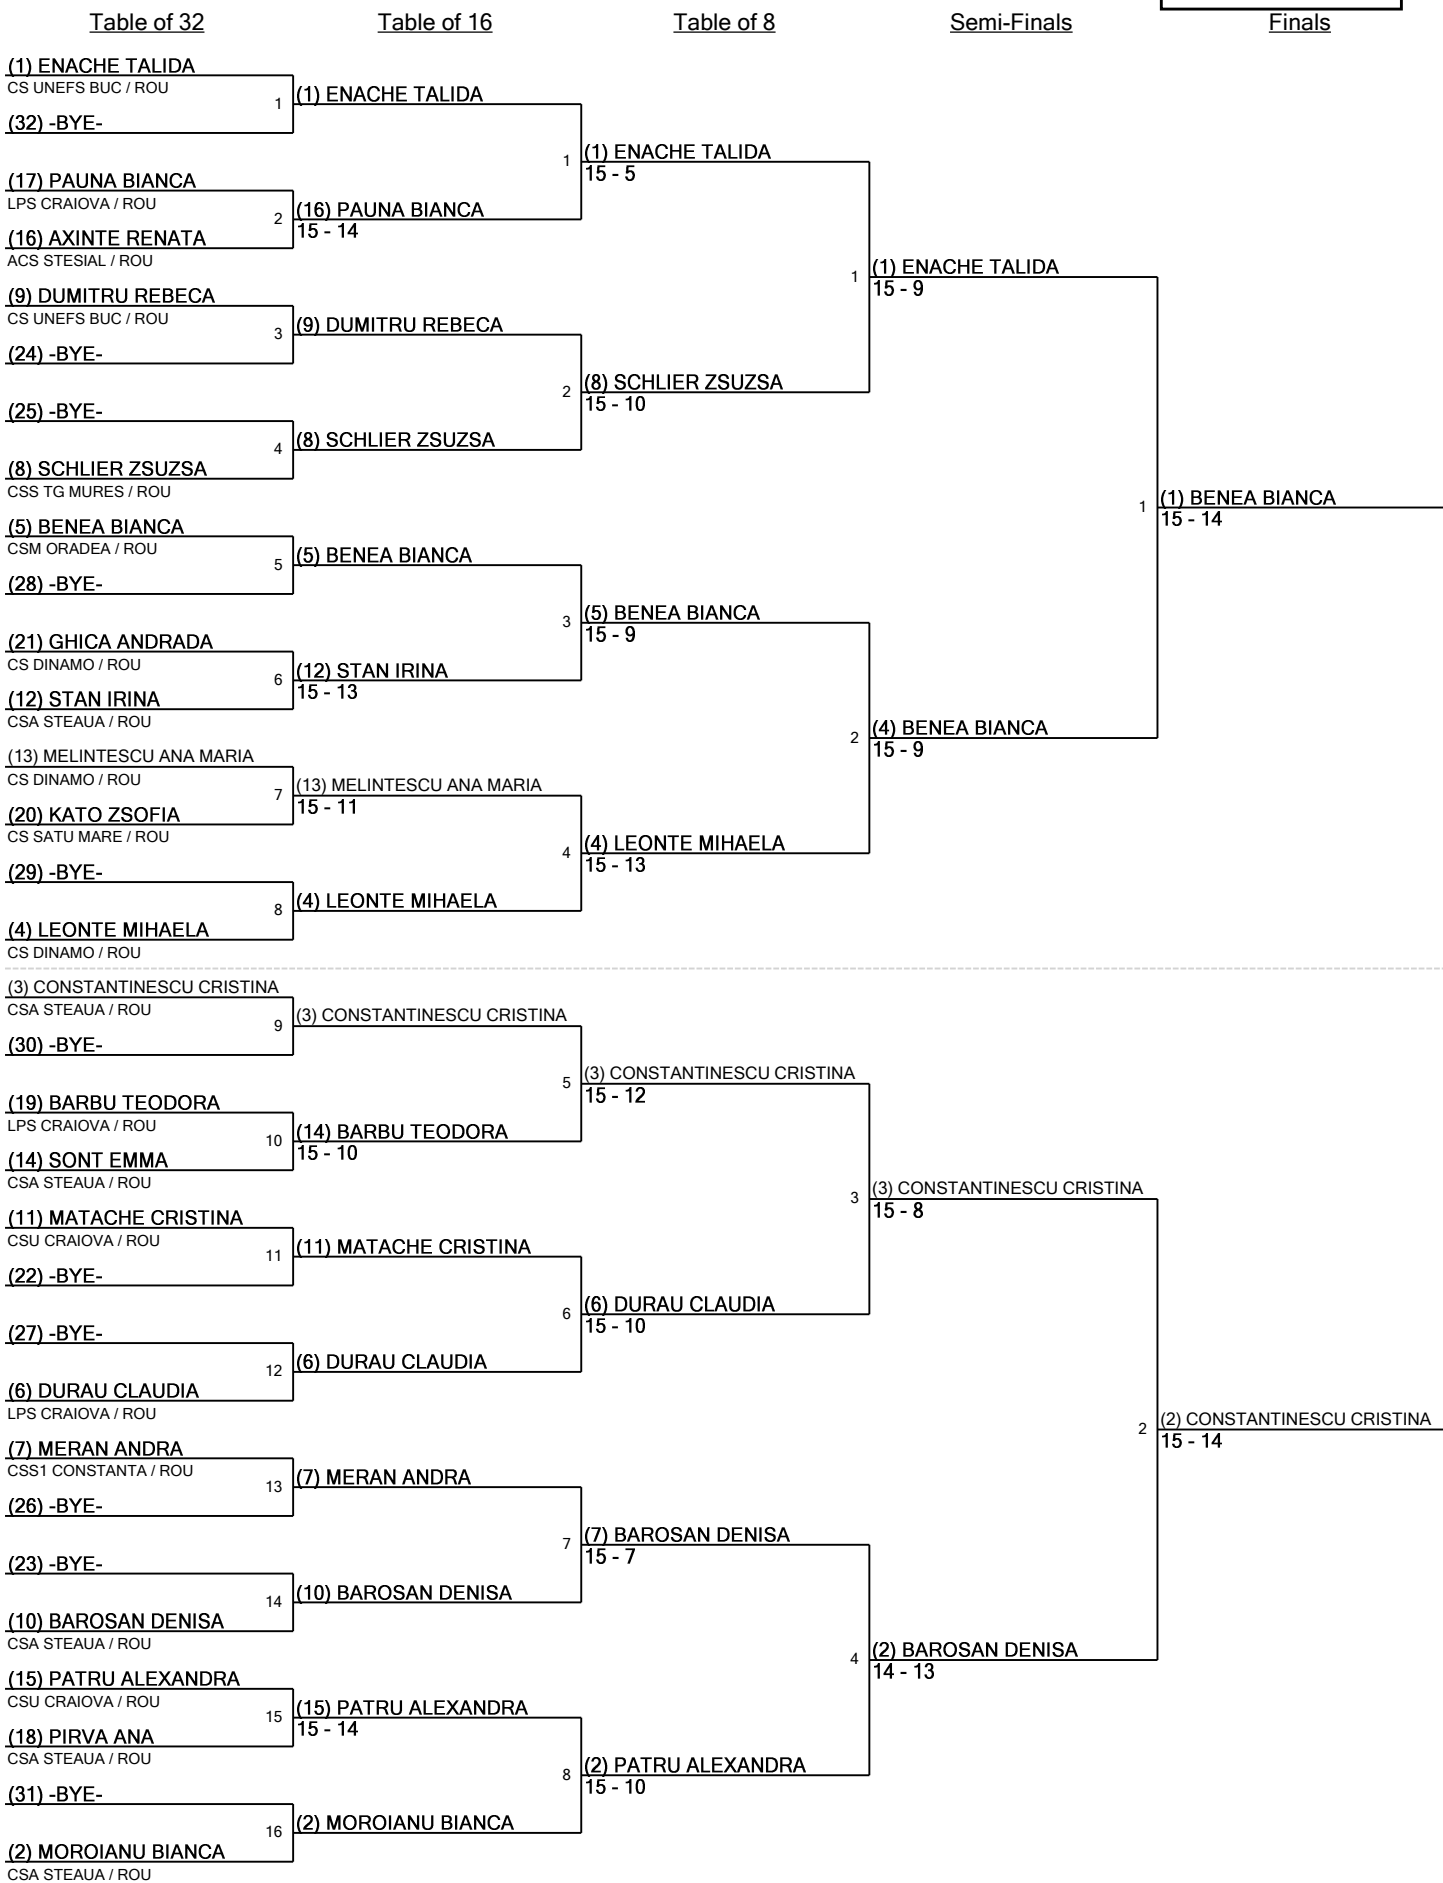 Table of 32
Table of 16
Table of 8
Semi-Finals
Finals
(1) ENACHE TALIDA
CS UNEFS BUC / ROU
1
(32) -BYE-
(17) PAUNA BIANCA
LPS CRAIOVA / ROU
2
(16) AXINTE RENATA
ACS STESIAL / ROU
(9) DUMITRU REBECA
CS UNEFS BUC / ROU
3
(24) -BYE-
(25) -BYE-
4
(8) SCHLIER ZSUZSA
CSS TG MURES / ROU
(5) BENEA BIANCA
CSM ORADEA / ROU
5
(28) -BYE-
(21) GHICA ANDRADA
CS DINAMO / ROU
6
(12) STAN IRINA
CSA STEAUA / ROU
(13) MELINTESCU ANA MARIA
CS DINAMO / ROU
7
(20) KATO ZSOFIA
CS SATU MARE / ROU
(29) -BYE-
8
(4) LEONTE MIHAELA
CS DINAMO / ROU
(3) CONSTANTINESCU CRISTINA
CSA STEAUA / ROU
9
(30) -BYE-
(19) BARBU TEODORA
LPS CRAIOVA / ROU
10
(14) SONT EMMA
CSA STEAUA / ROU
(11) MATACHE CRISTINA
CSU CRAIOVA / ROU
11
(22) -BYE-
(27) -BYE-
12
(6) DURAU CLAUDIA
LPS CRAIOVA / ROU
(7) MERAN ANDRA
CSS1 CONSTANTA / ROU
13
(26) -BYE-
(23) -BYE-
14
(10) BAROSAN DENISA
CSA STEAUA / ROU
(15) PATRU ALEXANDRA
CSU CRAIOVA / ROU
15
(18) PIRVA ANA
CSA STEAUA / ROU
(31) -BYE-
16
(2) MOROIANU BIANCA
CSA STEAUA / ROU
(1) ENACHE TALIDA
1
(16) PAUNA BIANCA
15 - 14
(9) DUMITRU REBECA
2
(8) SCHLIER ZSUZSA
(5) BENEA BIANCA
3
(12) STAN IRINA
15 - 13
(13) MELINTESCU ANA MARIA
15 - 11
4
(4) LEONTE MIHAELA
(3) CONSTANTINESCU CRISTINA
5
(14) BARBU TEODORA
15 - 10
(11) MATACHE CRISTINA
6
(6) DURAU CLAUDIA
(7) MERAN ANDRA
7
(10) BAROSAN DENISA
(15) PATRU ALEXANDRA
15 - 14
8
(2) MOROIANU BIANCA
(1) ENACHE TALIDA
15 - 5
1
(8) SCHLIER ZSUZSA
15 - 10
(5) BENEA BIANCA
15 - 9
2
(4) LEONTE MIHAELA
15 - 13
(3) CONSTANTINESCU CRISTINA
15 - 12
3
(6) DURAU CLAUDIA
15 - 10
(7) BAROSAN DENISA
15 - 7
4
(2) PATRU ALEXANDRA
15 - 10
(1) ENACHE TALIDA
15 - 9
1
(4) BENEA BIANCA
15 - 9
(3) CONSTANTINESCU CRISTINA
15 - 8
2
(2) BAROSAN DENISA
14 - 13
(1) BENEA BIANCA
15 - 14
(2) CONSTANTINESCU CRISTINA
15 - 14